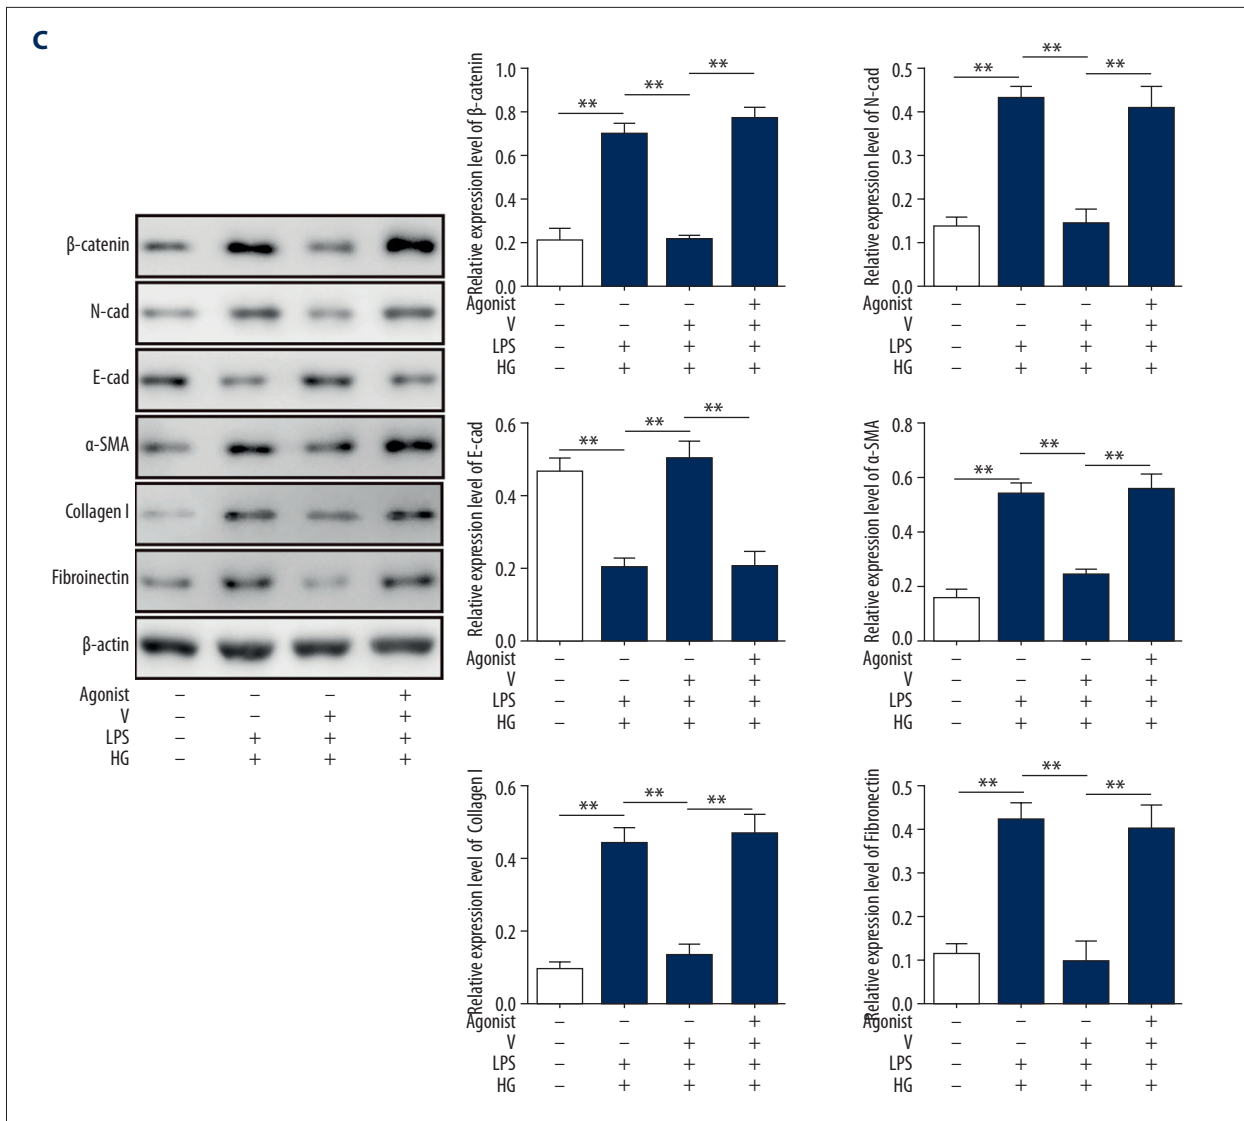 C
β-catenin
N-cad
E-cad
α-SMA
Collagen I
Fibroinectin
β-actin
Agonist – – – +
V – – + +
LPS – + + +
HG – + + +
Relative expression level of β-catenin
1.0
0.8
0.6
0.4
0.2
0.0
** ** **
Agonist – – – +
V – – + +
LPS – + + +
HG – + + +
Relative expression level of N-cad
0.5
0.4
0.3
0.2
0.1
0.0
** ** **
Agonist – – – +
V – – + +
LPS – + + +
HG – + + +
Relative expression level of E-cad
0.6
0.4
0.2
0.0
** ** **
Agonist – – – +
V – – + +
LPS – + + +
HG – + + +
Relative expression level of α-SMA
0.8
0.6
0.4
0.2
0.0
** ** **
Agonist – – – +
V – – + +
LPS – + + +
HG – + + +
Relative expression level of Collagen I
0.6
0.4
0.2
0.0
** ** **
Agonist – – – +
V – – + +
LPS – + + +
HG – + + +
Relative expression level of Fibronectin
0.5
0.4
0.3
0.2
0.1
0.0
** ** **
Agonist – – – +
V – – + +
LPS – + + +
HG – + + +